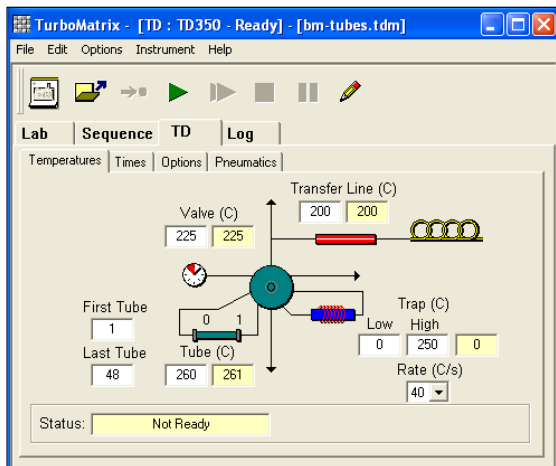 TurboMatrix - [TD : TD350 - Ready] - [bm-tubes.tdm]
File Edit Options Instrument Help
Lab Sequence TD Log
Temperatures Times Options Pneumatics
Transfer Line (C)
200 200
Valve (C)
225 225
First Tube
1
0 1
Trap (C)
Low High
0 250 0
Last Tube
48
Tube (C)
260 261
Rate (C/s)
40
Status: Not Ready